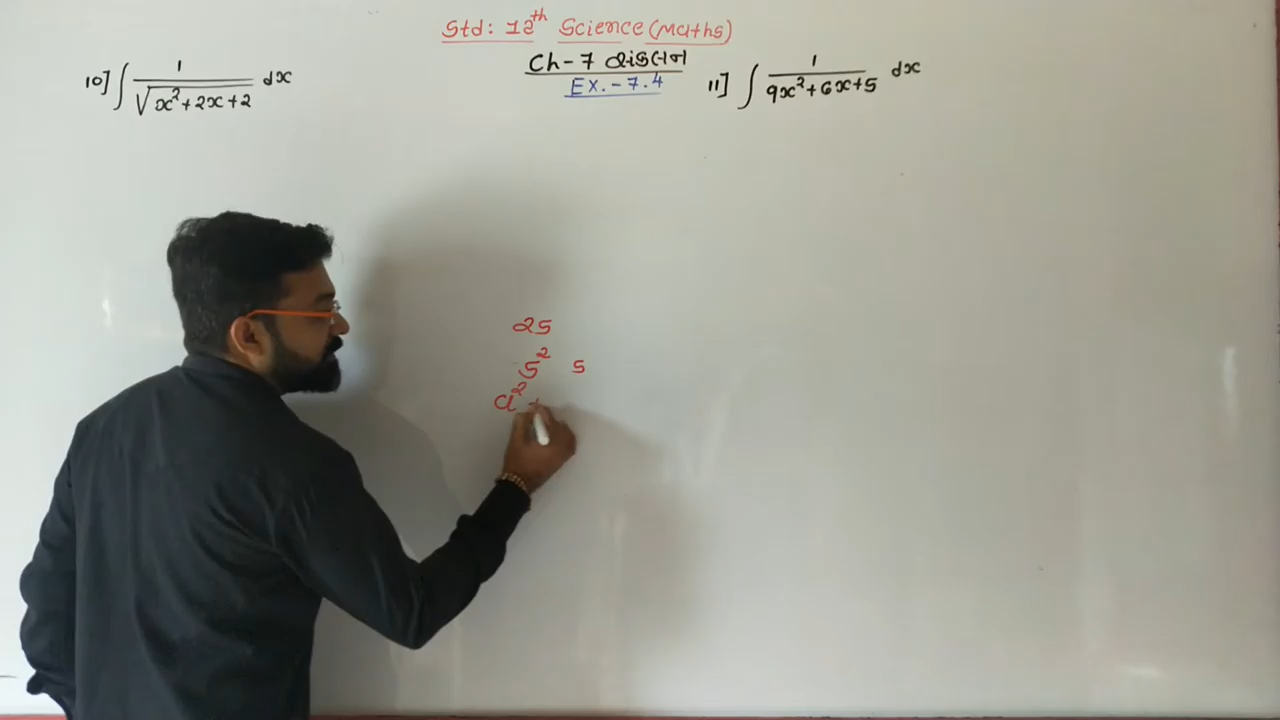 Std: 12th Science (Maths)
Ch-7 વિકલન
Ex.-7.4
10] ∫ 1/√(x²+2x+2) dx
11] ∫ 1/(9x²+6x+5) dx
25
5² 5
a² +